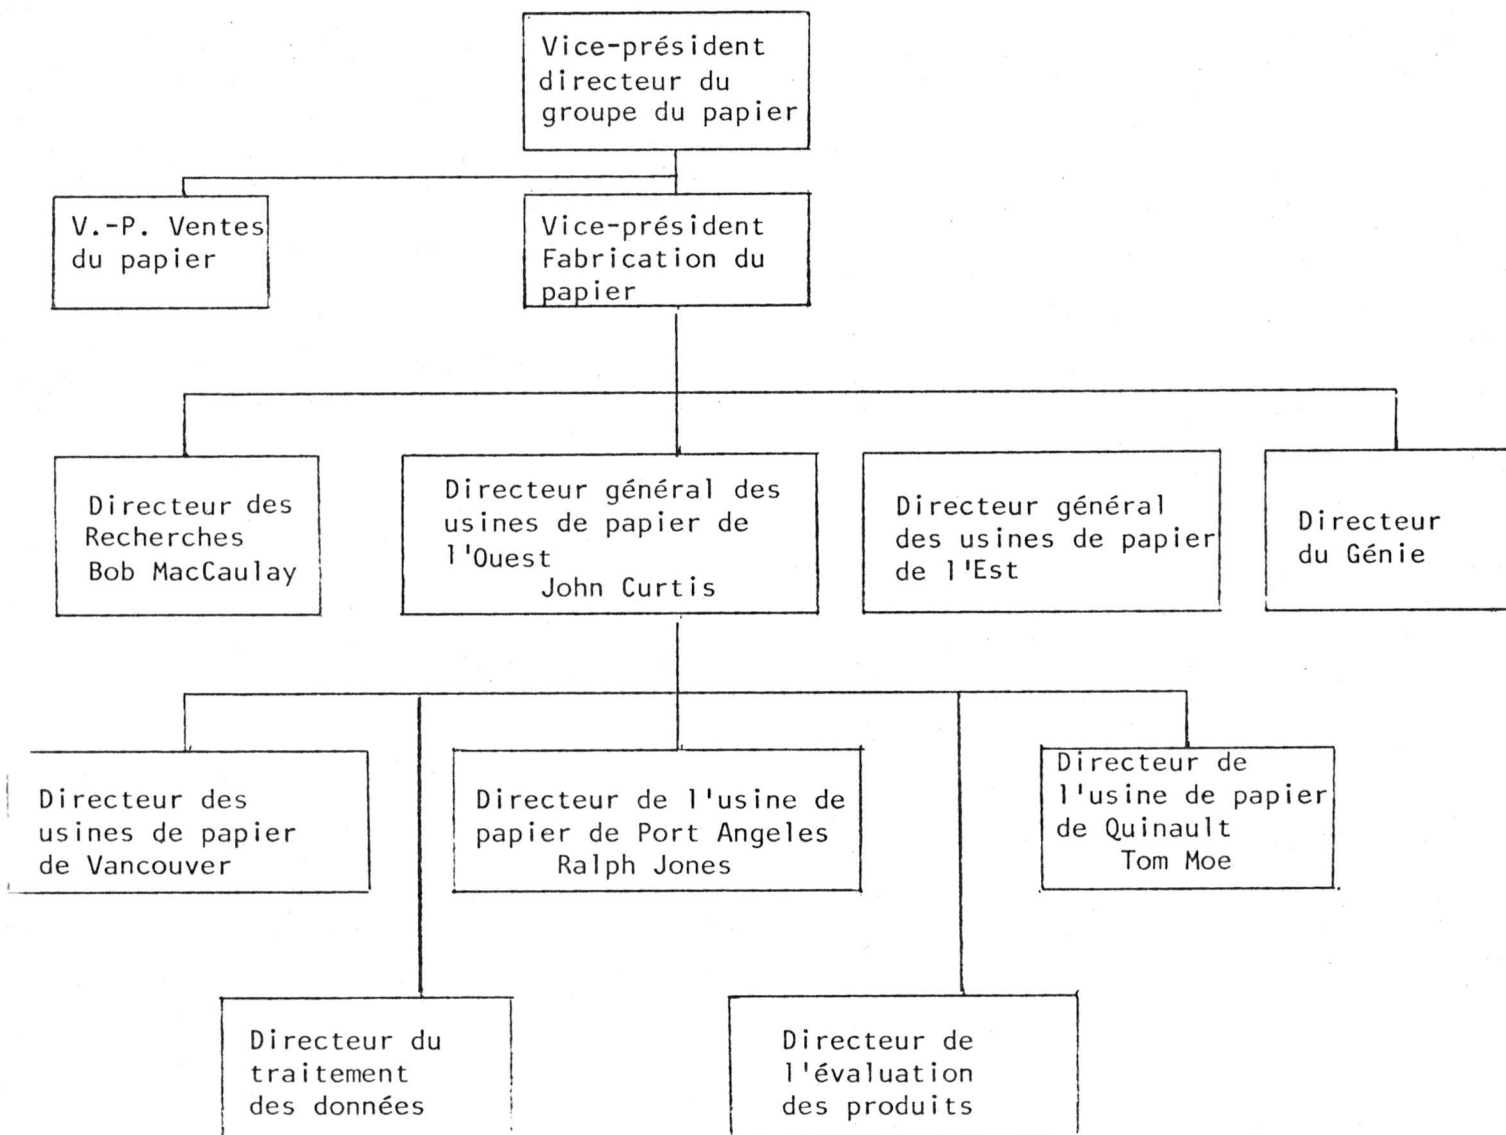 Vice-président
directeur du
groupe du papier
V.-P. Ventes
du papier
Vice-président
Fabrication du
papier
Directeur des
Recherches
Bob MacCaulay
Directeur général des
usines de papier de
l'Ouest
John Curtis
Directeur général
des usines de papier
de l'Est
Directeur
du Génie
Directeur des
usines de papier
de Vancouver
Directeur de l'usine de
papier de Port Angeles
Ralph Jones
Directeur de
l'usine de papier
de Quinault
Tom Moe
Directeur du
traitement
des données
Directeur de
l'évaluation
des produits